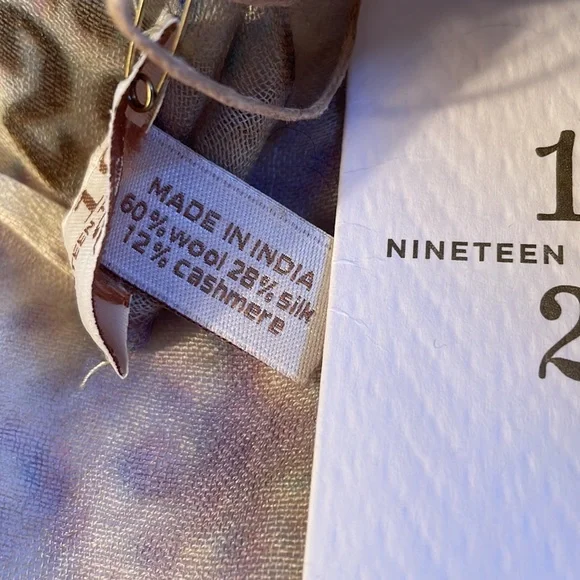 MADE IN INDIA
60% wool 28% Silk
12% cashmere
1
NINETEEN
2